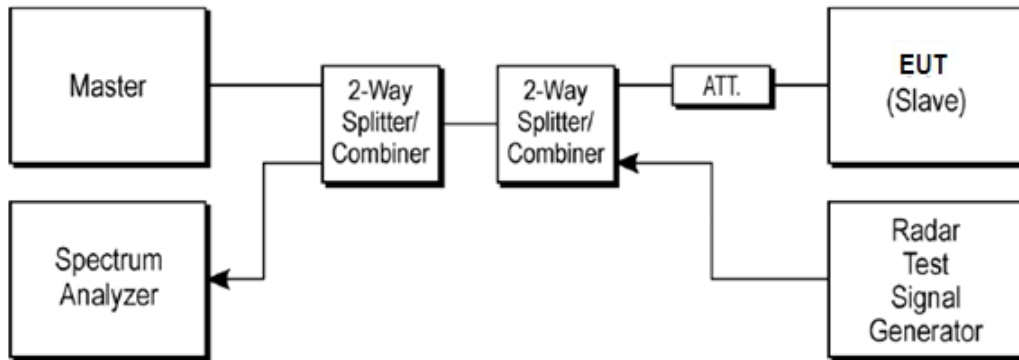 Master
2-Way
Splitter/
Combiner
2-Way
Splitter/
Combiner
ATT.
EUT
(Slave)
Spectrum
Analyzer
Radar
Test
Signal
Generator